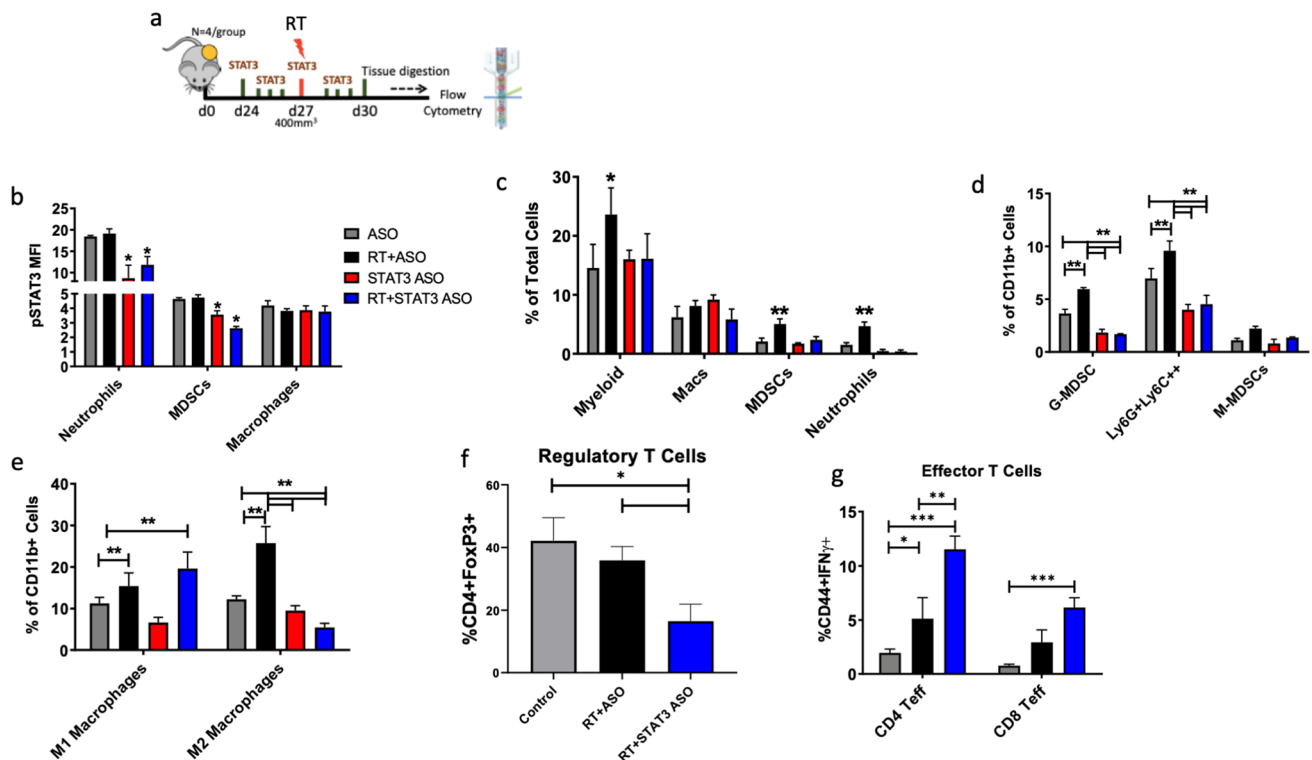 a
RT
N=4/group
STAT3
STAT3
STAT3
STAT3
Tissue digestion
Flow
Cytometry
d0
d24
d27
d30
400mm³
b
pSTAT3 MFI
25
20
15
10
5
5
4
3
2
1
0
*
*
*
*
Neutrophils
MDSCs
Macrophages
ASO
RT+ASO
STAT3 ASO
RT+STAT3 ASO
c
% of Total Cells
30
20
10
0
*
**
**
Myeloid
Macs
MDSCs
Neutrophils
d
% of CD11b+ Cells
15
10
5
0
**
**
**
**
G-MDSC
Ly6G+Ly6C++
M-MDSCs
e
% of CD11b+ Cells
40
30
20
10
0
**
**
**
**
M1 Macrophages
M2 Macrophages
f
Regulatory T Cells
%CD4+FoxP3+
60
40
20
0
*
Control
RT+ASO
RT+STAT3 ASO
g
Effector T Cells
%CD44+IFNγ+
15
10
5
0
**
***
*
***
CD4 Teff
CD8 Teff